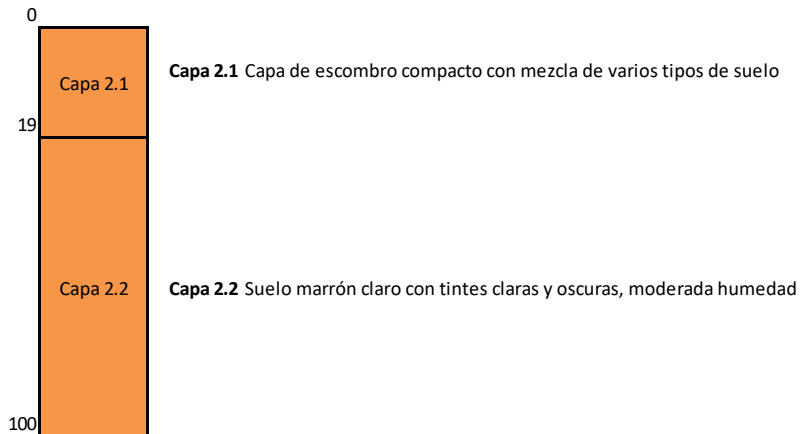 0
Capa 2.1
Capa 2.1 Capa de escombro compacto con mezcla de varios tipos de suelo
19
Capa 2.2
Capa 2.2 Suelo marrón claro con tintes claras y oscuras, moderada humedad
100